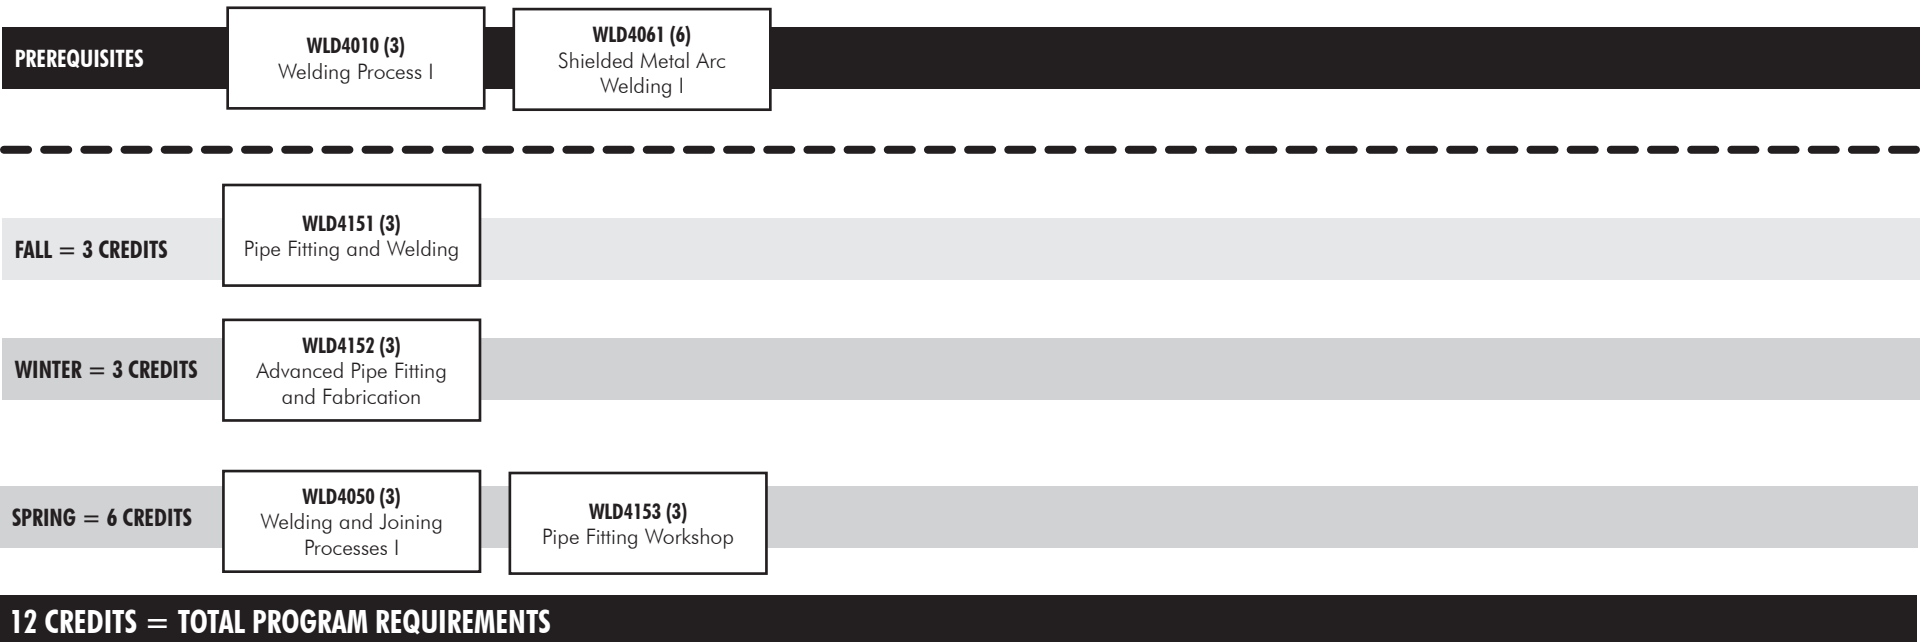 PREREQUISITES
WLD4010 (3)
Welding Process I
WLD4061 (6)
Shielded Metal Arc
Welding I
FALL = 3 CREDITS
WLD4151 (3)
Pipe Fitting and Welding
WINTER = 3 CREDITS
WLD4152 (3)
Advanced Pipe Fitting
and Fabrication
SPRING = 6 CREDITS
WLD4050 (3)
Welding and Joining
Processes I
WLD4153 (3)
Pipe Fitting Workshop
12 CREDITS = TOTAL PROGRAM REQUIREMENTS